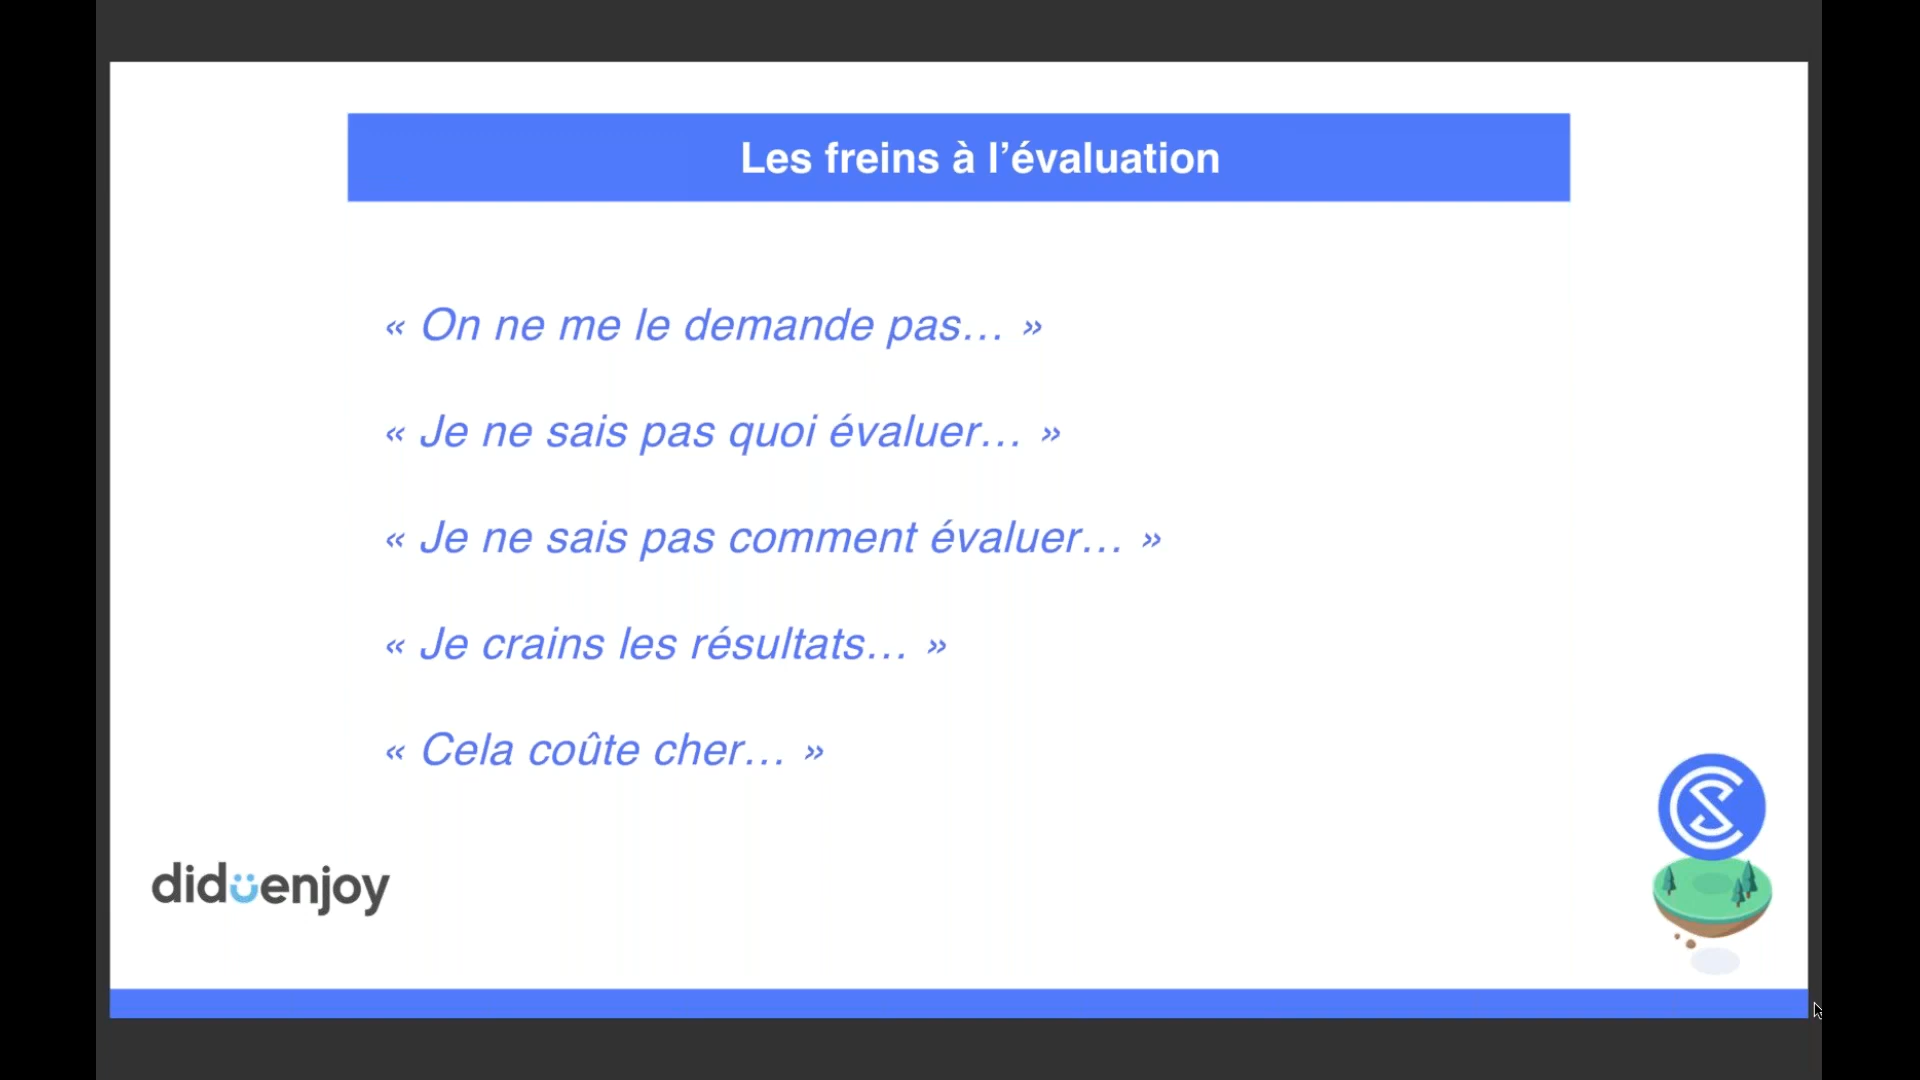 Les freins à l’évaluation
« On ne me le demande pas… »
« Je ne sais pas quoi évaluer… »
« Je ne sais pas comment évaluer… »
« Je crains les résultats… »
« Cela coûte cher… »
diduenjoy